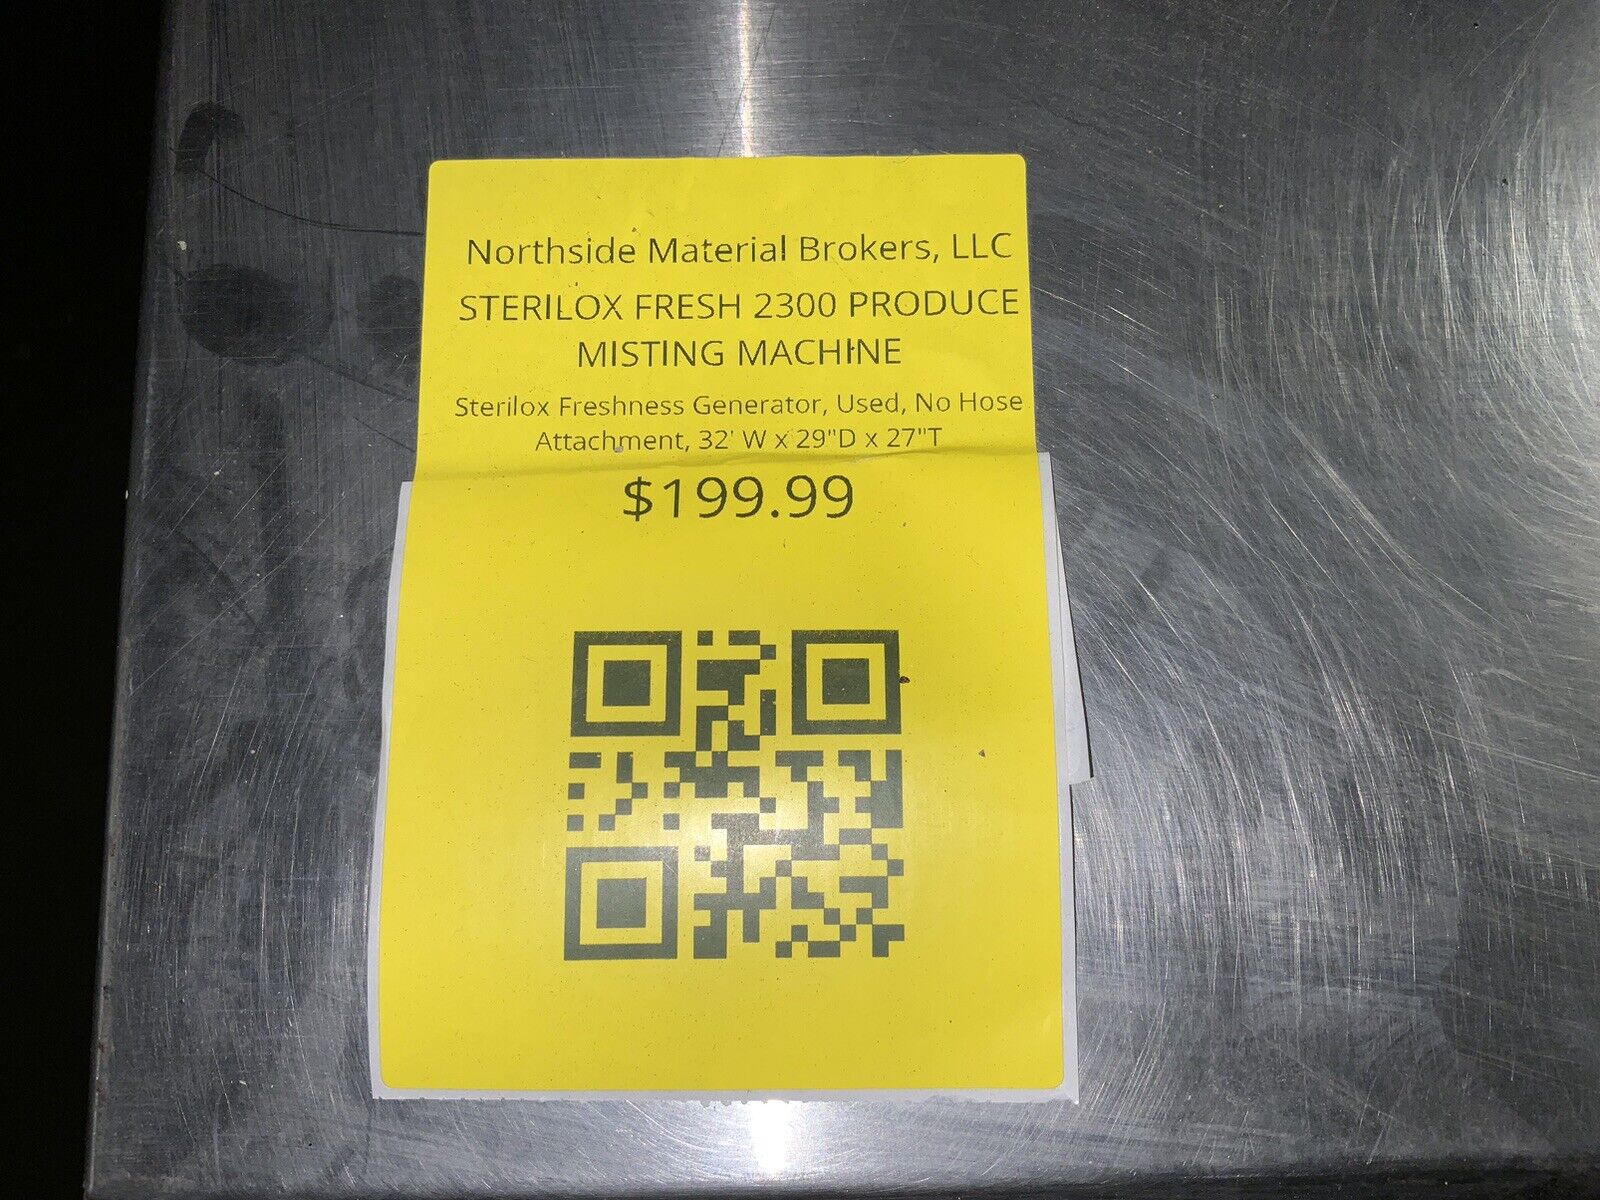 Northside Material Brokers, LLC
STERILOX FRESH 2300 PRODUCE
MISTING MACHINE
Sterilox Freshness Generator, Used, No Hose
Attachment, 32' W x 29"D x 27"T
$199.99